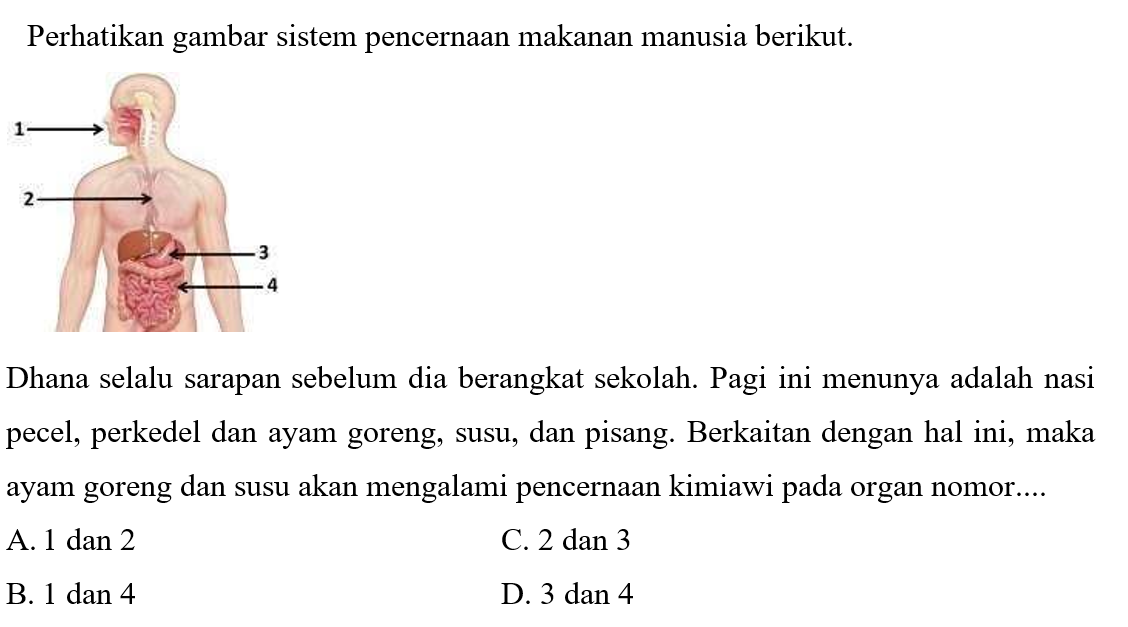 Perhatikan gambar sistem pencernaan makanan manusia berikut.
1
2
3
4
Dhana selalu sarapan sebelum dia berangkat sekolah. Pagi ini menunya adalah nasi
pecel, perkedel dan ayam goreng, susu, dan pisang. Berkaitan dengan hal ini, maka
ayam goreng dan susu akan mengalami pencernaan kimiawi pada organ nomor....
A. 1 dan 2
C. 2 dan 3
B. 1 dan 4
D. 3 dan 4